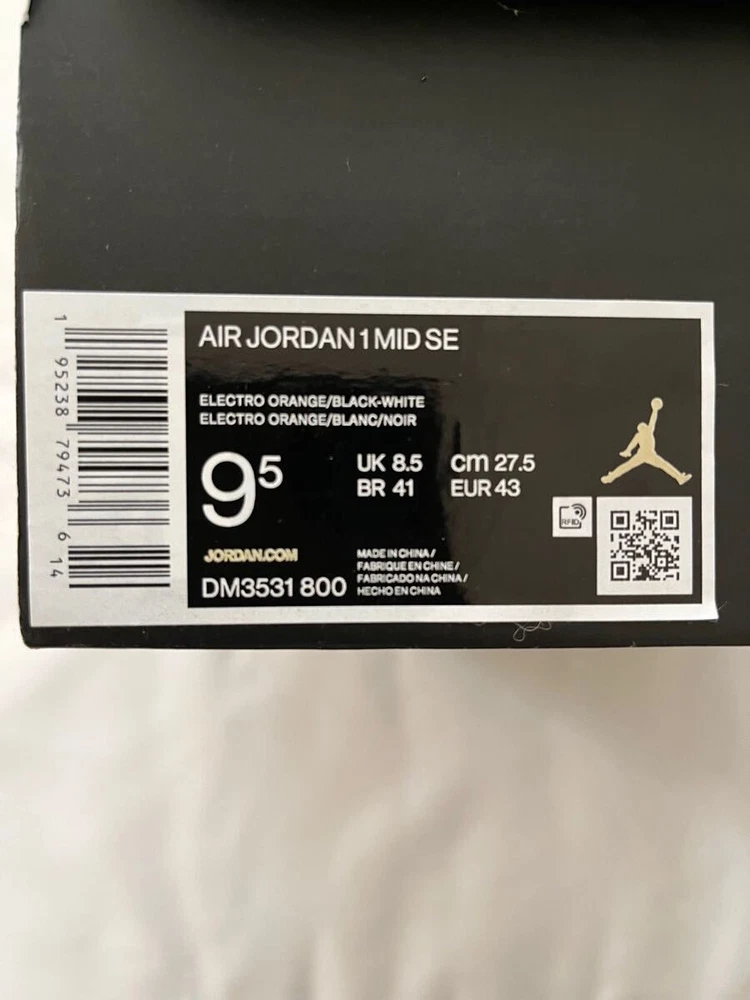 1 95238 79473 6 14
AIR JORDAN 1 MID SE
ELECTRO ORANGE/BLACK-WHITE
ELECTRO ORANGE/BLANC/NOIR
9⁵
UK 8.5 cm 27.5
BR 41 EUR 43
RFID
JORDAN.COM
DM3531 800
MADE IN CHINA /
FABRIQUE EN CHINE /
FABRICADO NA CHINA /
HECHO EN CHINA